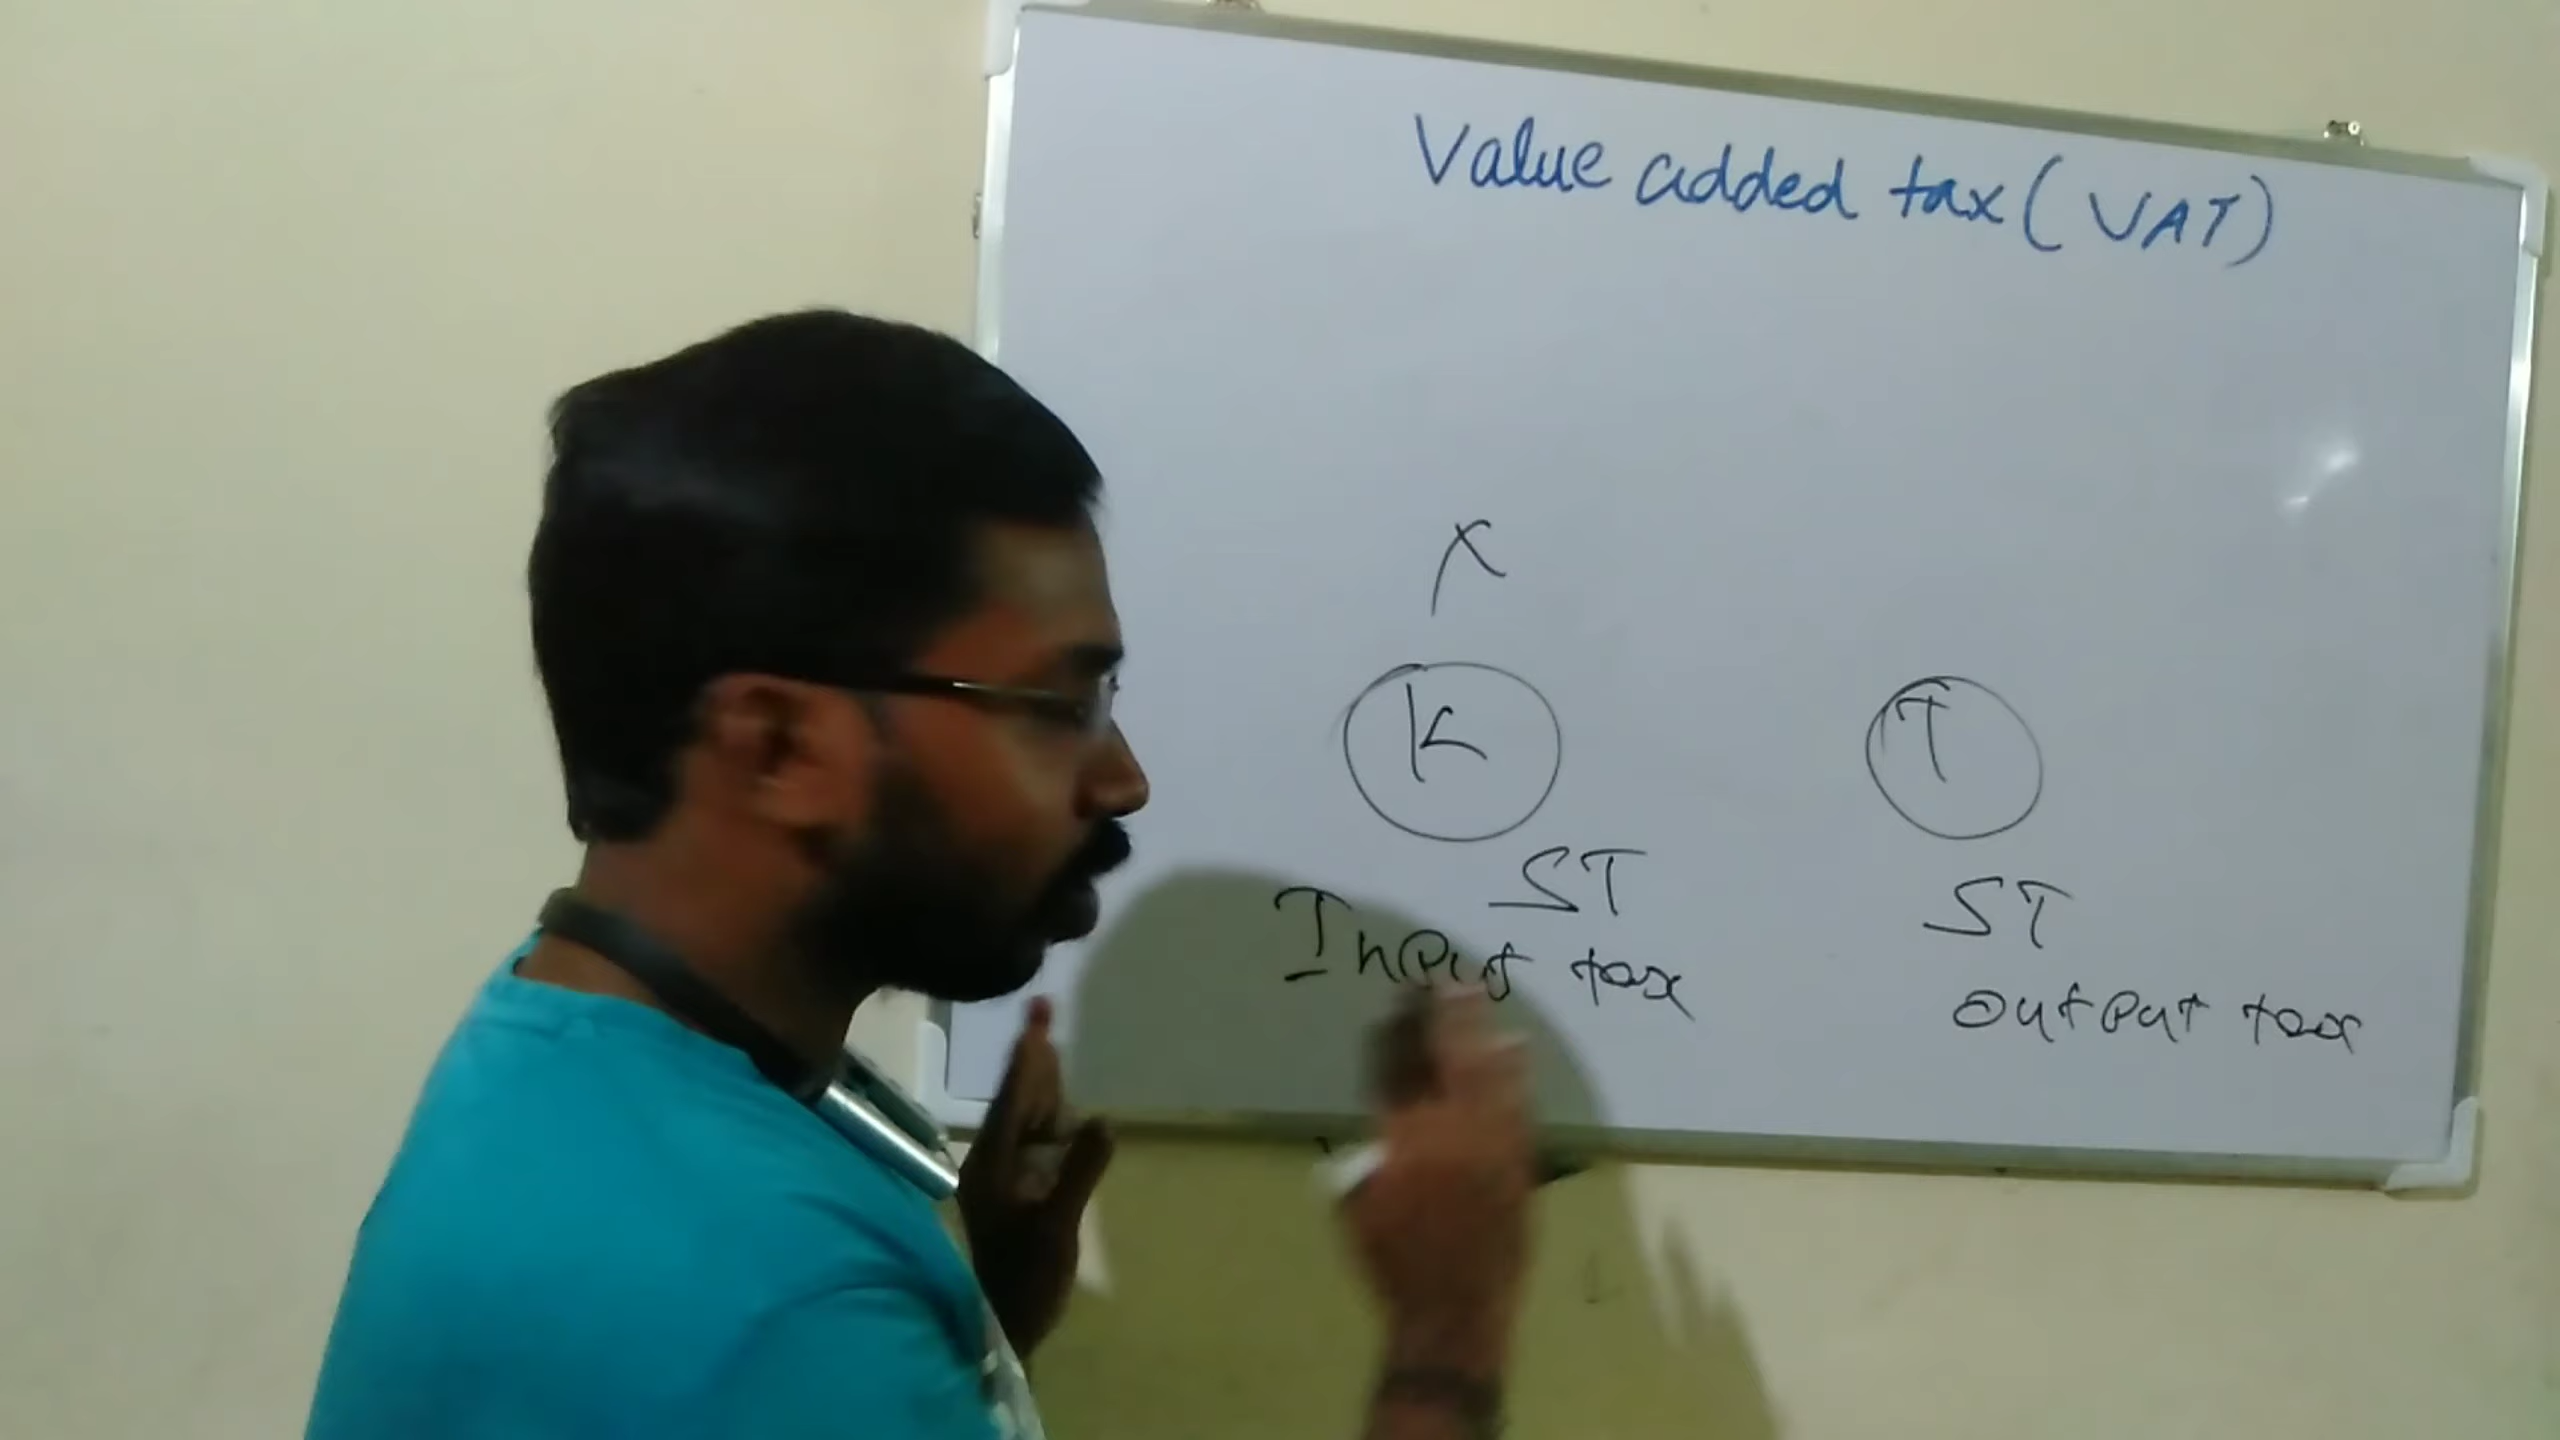 Value added tax (VAT)
X
K T
ST ST
Input tax output tax